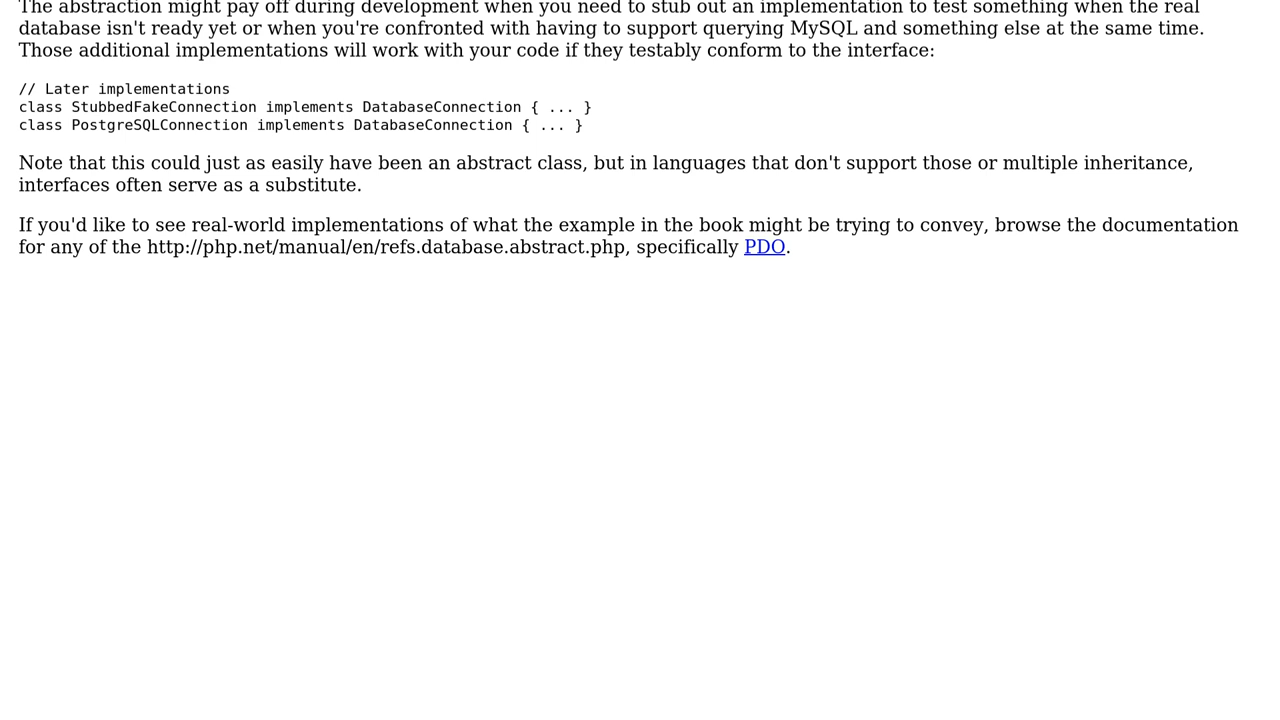 The abstraction might pay off during development when you need to stub out an implementation to test something when the real
database isn't ready yet or when you're confronted with having to support querying MySQL and something else at the same time.
Those additional implementations will work with your code if they testably conform to the interface:
// Later implementations
class StubbedFakeConnection implements DatabaseConnection { ... }
class PostgreSQLConnection implements DatabaseConnection { ... }
Note that this could just as easily have been an abstract class, but in languages that don't support those or multiple inheritance,
interfaces often serve as a substitute.
If you'd like to see real-world implementations of what the example in the book might be trying to convey, browse the documentation
for any of the http://php.net/manual/en/refs.database.abstract.php, specifically PDO.